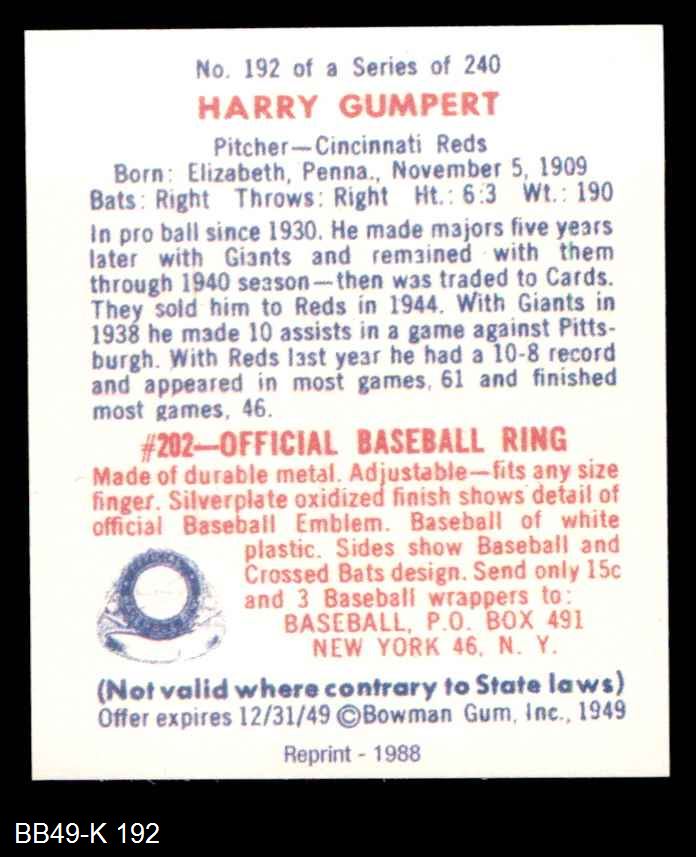 No. 192 of a Series of 240
HARRY GUMPERT
Pitcher—Cincinnati Reds
Born: Elizabeth, Penna., November 5, 1909
Bats: Right Throws: Right Ht.: 6:3 Wt.: 190
In pro ball since 1930. He made majors five years
later with Giants and remained with them
through 1940 season—then was traded to Cards.
They sold him to Reds in 1944. With Giants in
1938 he made 10 assists in a game against Pitts-
burgh. With Reds last year he had a 10-8 record
and appeared in most games, 61 and finished
most games, 46.
#202—OFFICIAL BASEBALL RING
Made of durable metal. Adjustable—fits any size
finger. Silverplate oxidized finish shows detail of
official Baseball Emblem. Baseball of white
plastic. Sides show Baseball and
Crossed Bats design. Send only 15c
and 3 Baseball wrappers to:
BASEBALL, P.O. BOX 491
NEW YORK 46, N. Y.
(Not valid where contrary to State laws)
Offer expires 12/31/49 ©Bowman Gum, Inc., 1949
Reprint - 1988
BB49-K 192